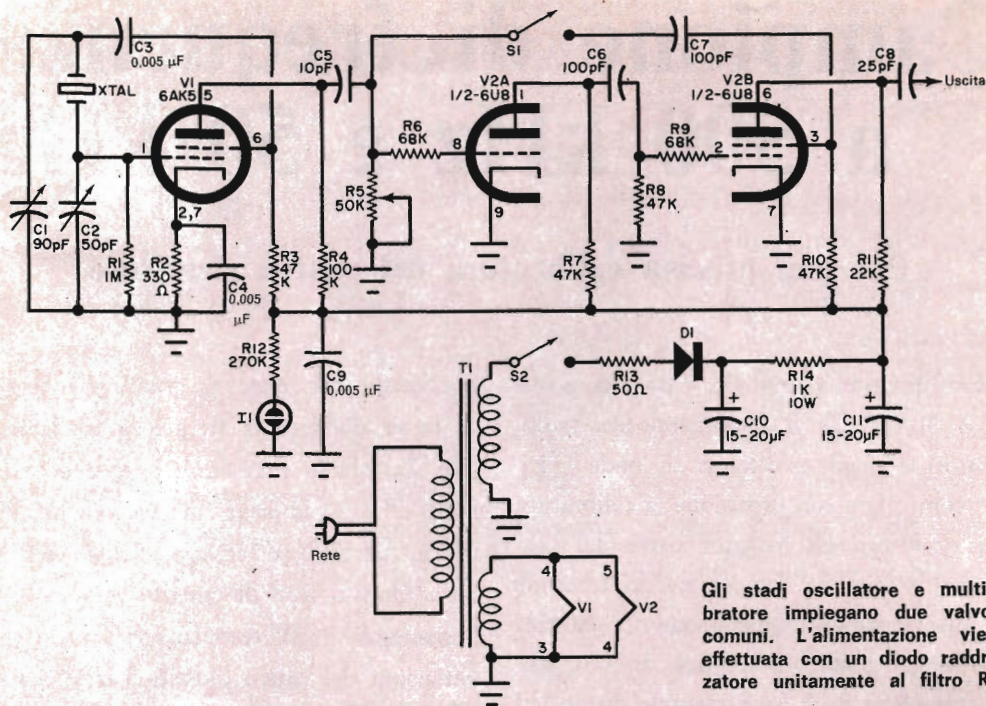 C3
0,005 µF
XTAL
V1
6AK5
5
6
1
2,7
C1
90pF
C2
50pF
R1
1M
R2
330
Ω
C4
0,005
µF
R3
47
K
R4
100
K
C5
10pF
R5
50K
R6
68K
S1
V2A
1/2-6U8
1
8
9
C6
100pF
R7
47K
R8
47K
R9
68K
C7
100pF
V2B
1/2-6U8
6
3
2
7
R10
47K
R11
22K
C8
25pF
Uscita
R12
270K
I1
C9
0,005 µF
T1
S2
R13
50Ω
D1
R14
1K
10W
C10
15-20µF
C11
15-20µF
+
+
Rete
4
V1
3
5
V2
4
Gli stadi oscillatore e multi
bratore impiegano due valvo
comuni. L'alimentazione vie
effettuata con un diodo raddr
zatore unitamente al filtro R